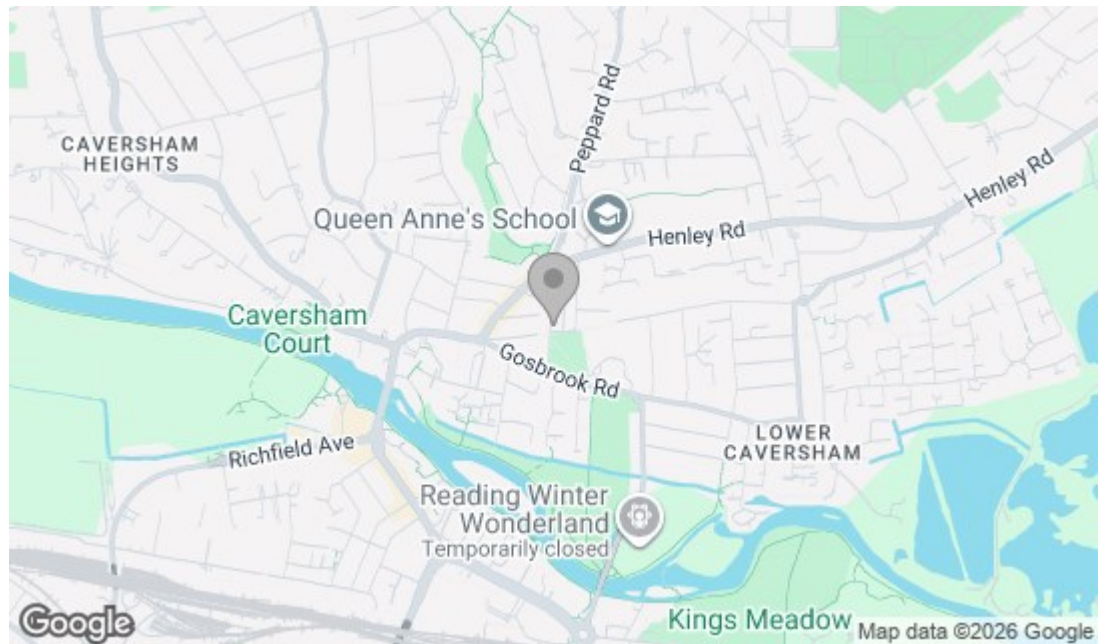 Peppard Rd
CAVERSHAM
HEIGHTS
Henley Rd
Queen Anne's School
Henley Rd
Caversham
Court
Gosbrook Rd
LOWER
CAVERSHAM
Richfield Ave
Reading Winter
Wonderland
Temporarily closed
Kings Meadow
Google
Map data ©2026 Google